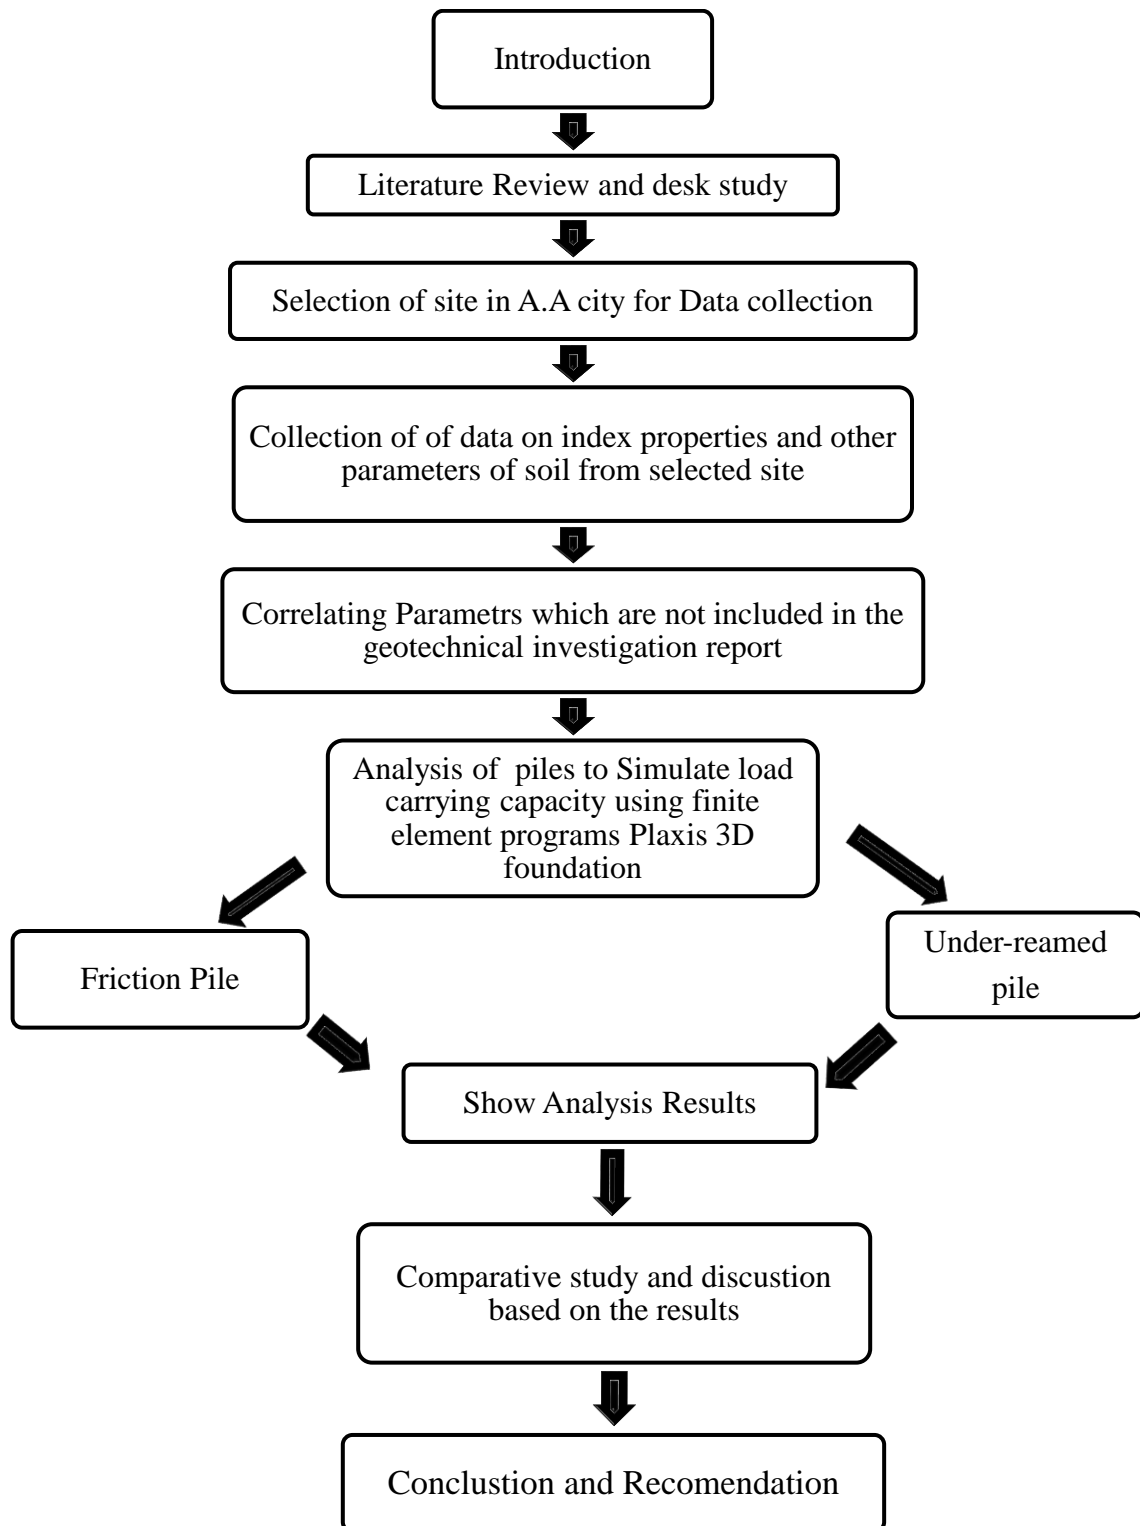 Introduction
Literature Review and desk study
Selection of site in A.A city for Data collection
Collection of of data on index properties and other
parameters of soil from selected site
Correlating Parametrs which are not included in the
geotechnical investigation report
Analysis of piles to Simulate load
carrying capacity using finite
element programs Plaxis 3D
foundation
Friction Pile
Under-reamed
pile
Show Analysis Results
Comparative study and discustion
based on the results
Conclustion and Recomendation